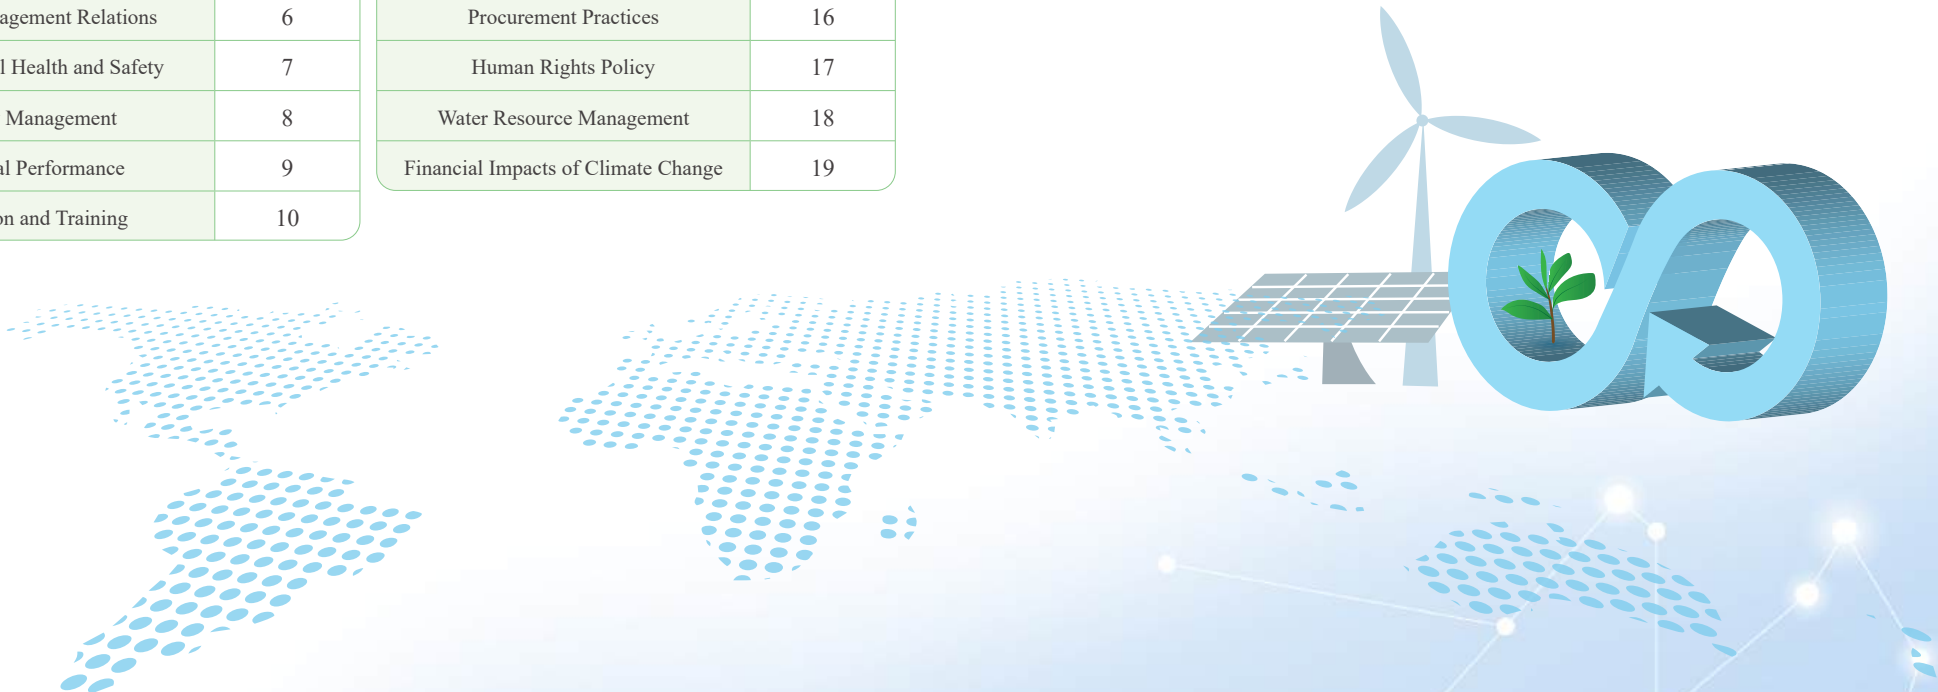 agement Relations 6
l Health and Safety 7
Management 8
al Performance 9
on and Training 10
Procurement Practices 16
Human Rights Policy 17
Water Resource Management 18
Financial Impacts of Climate Change 19